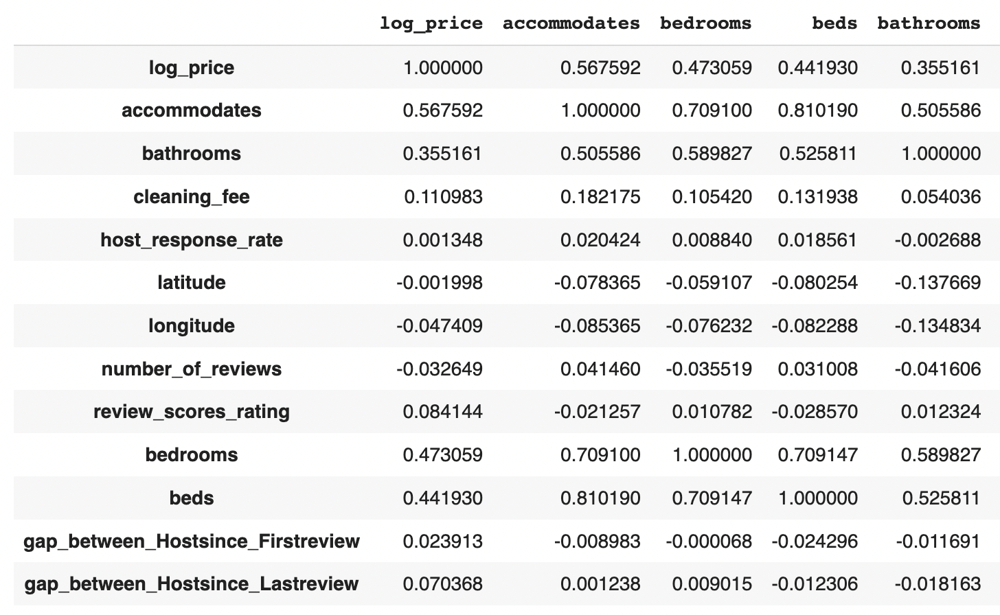 log_price accommodates bedrooms beds bathrooms
log_price 1.000000 0.567592 0.473059 0.441930 0.355161
accommodates 0.567592 1.000000 0.709100 0.810190 0.505586
bathrooms 0.355161 0.505586 0.589827 0.525811 1.000000
cleaning_fee 0.110983 0.182175 0.105420 0.131938 0.054036
host_response_rate 0.001348 0.020424 0.008840 0.018561 -0.002688
latitude -0.001998 -0.078365 -0.059107 -0.080254 -0.137669
longitude -0.047409 -0.085365 -0.076232 -0.082288 -0.134834
number_of_reviews -0.032649 0.041460 -0.035519 0.031008 -0.041606
review_scores_rating 0.084144 -0.021257 0.010782 -0.028570 0.012324
bedrooms 0.473059 0.709100 1.000000 0.709147 0.589827
beds 0.441930 0.810190 0.709147 1.000000 0.525811
gap_between_Hostsince_Firstreview 0.023913 -0.008983 -0.000068 -0.024296 -0.011691
gap_between_Hostsince_Lastreview 0.070368 0.001238 0.009015 -0.012306 -0.018163